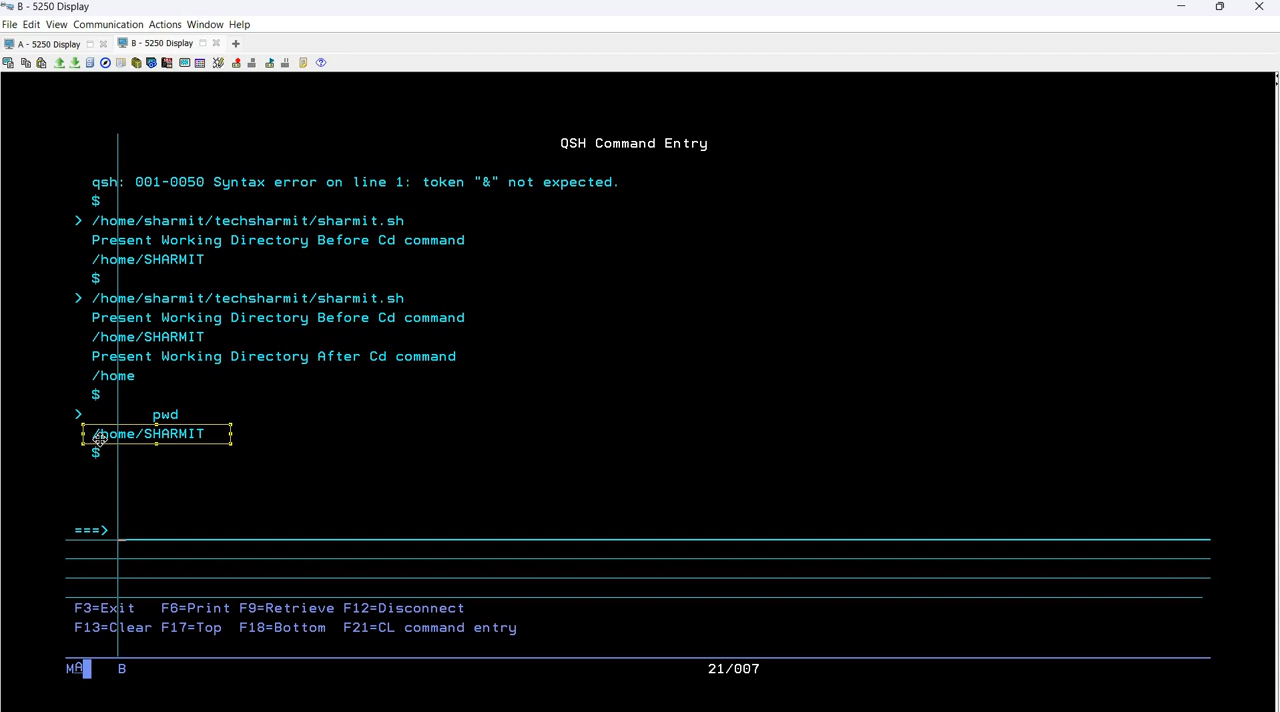 B - 5250 Display
File Edit View Communication Actions Window Help
A - 5250 Display B - 5250 Display
QSH Command Entry
qsh: 001-0050 Syntax error on line 1: token "&" not expected.
$
> /home/sharmit/techsharmit/sharmit.sh
Present Working Directory Before Cd command
/home/SHARMIT
$
> /home/sharmit/techsharmit/sharmit.sh
Present Working Directory Before Cd command
/home/SHARMIT
Present Working Directory After Cd command
/home
$
> pwd
/home/SHARMIT
$
===>
F3=Exit F6=Print F9=Retrieve F12=Disconnect
F13=Clear F17=Top F18=Bottom F21=CL command entry
MA B 21/007